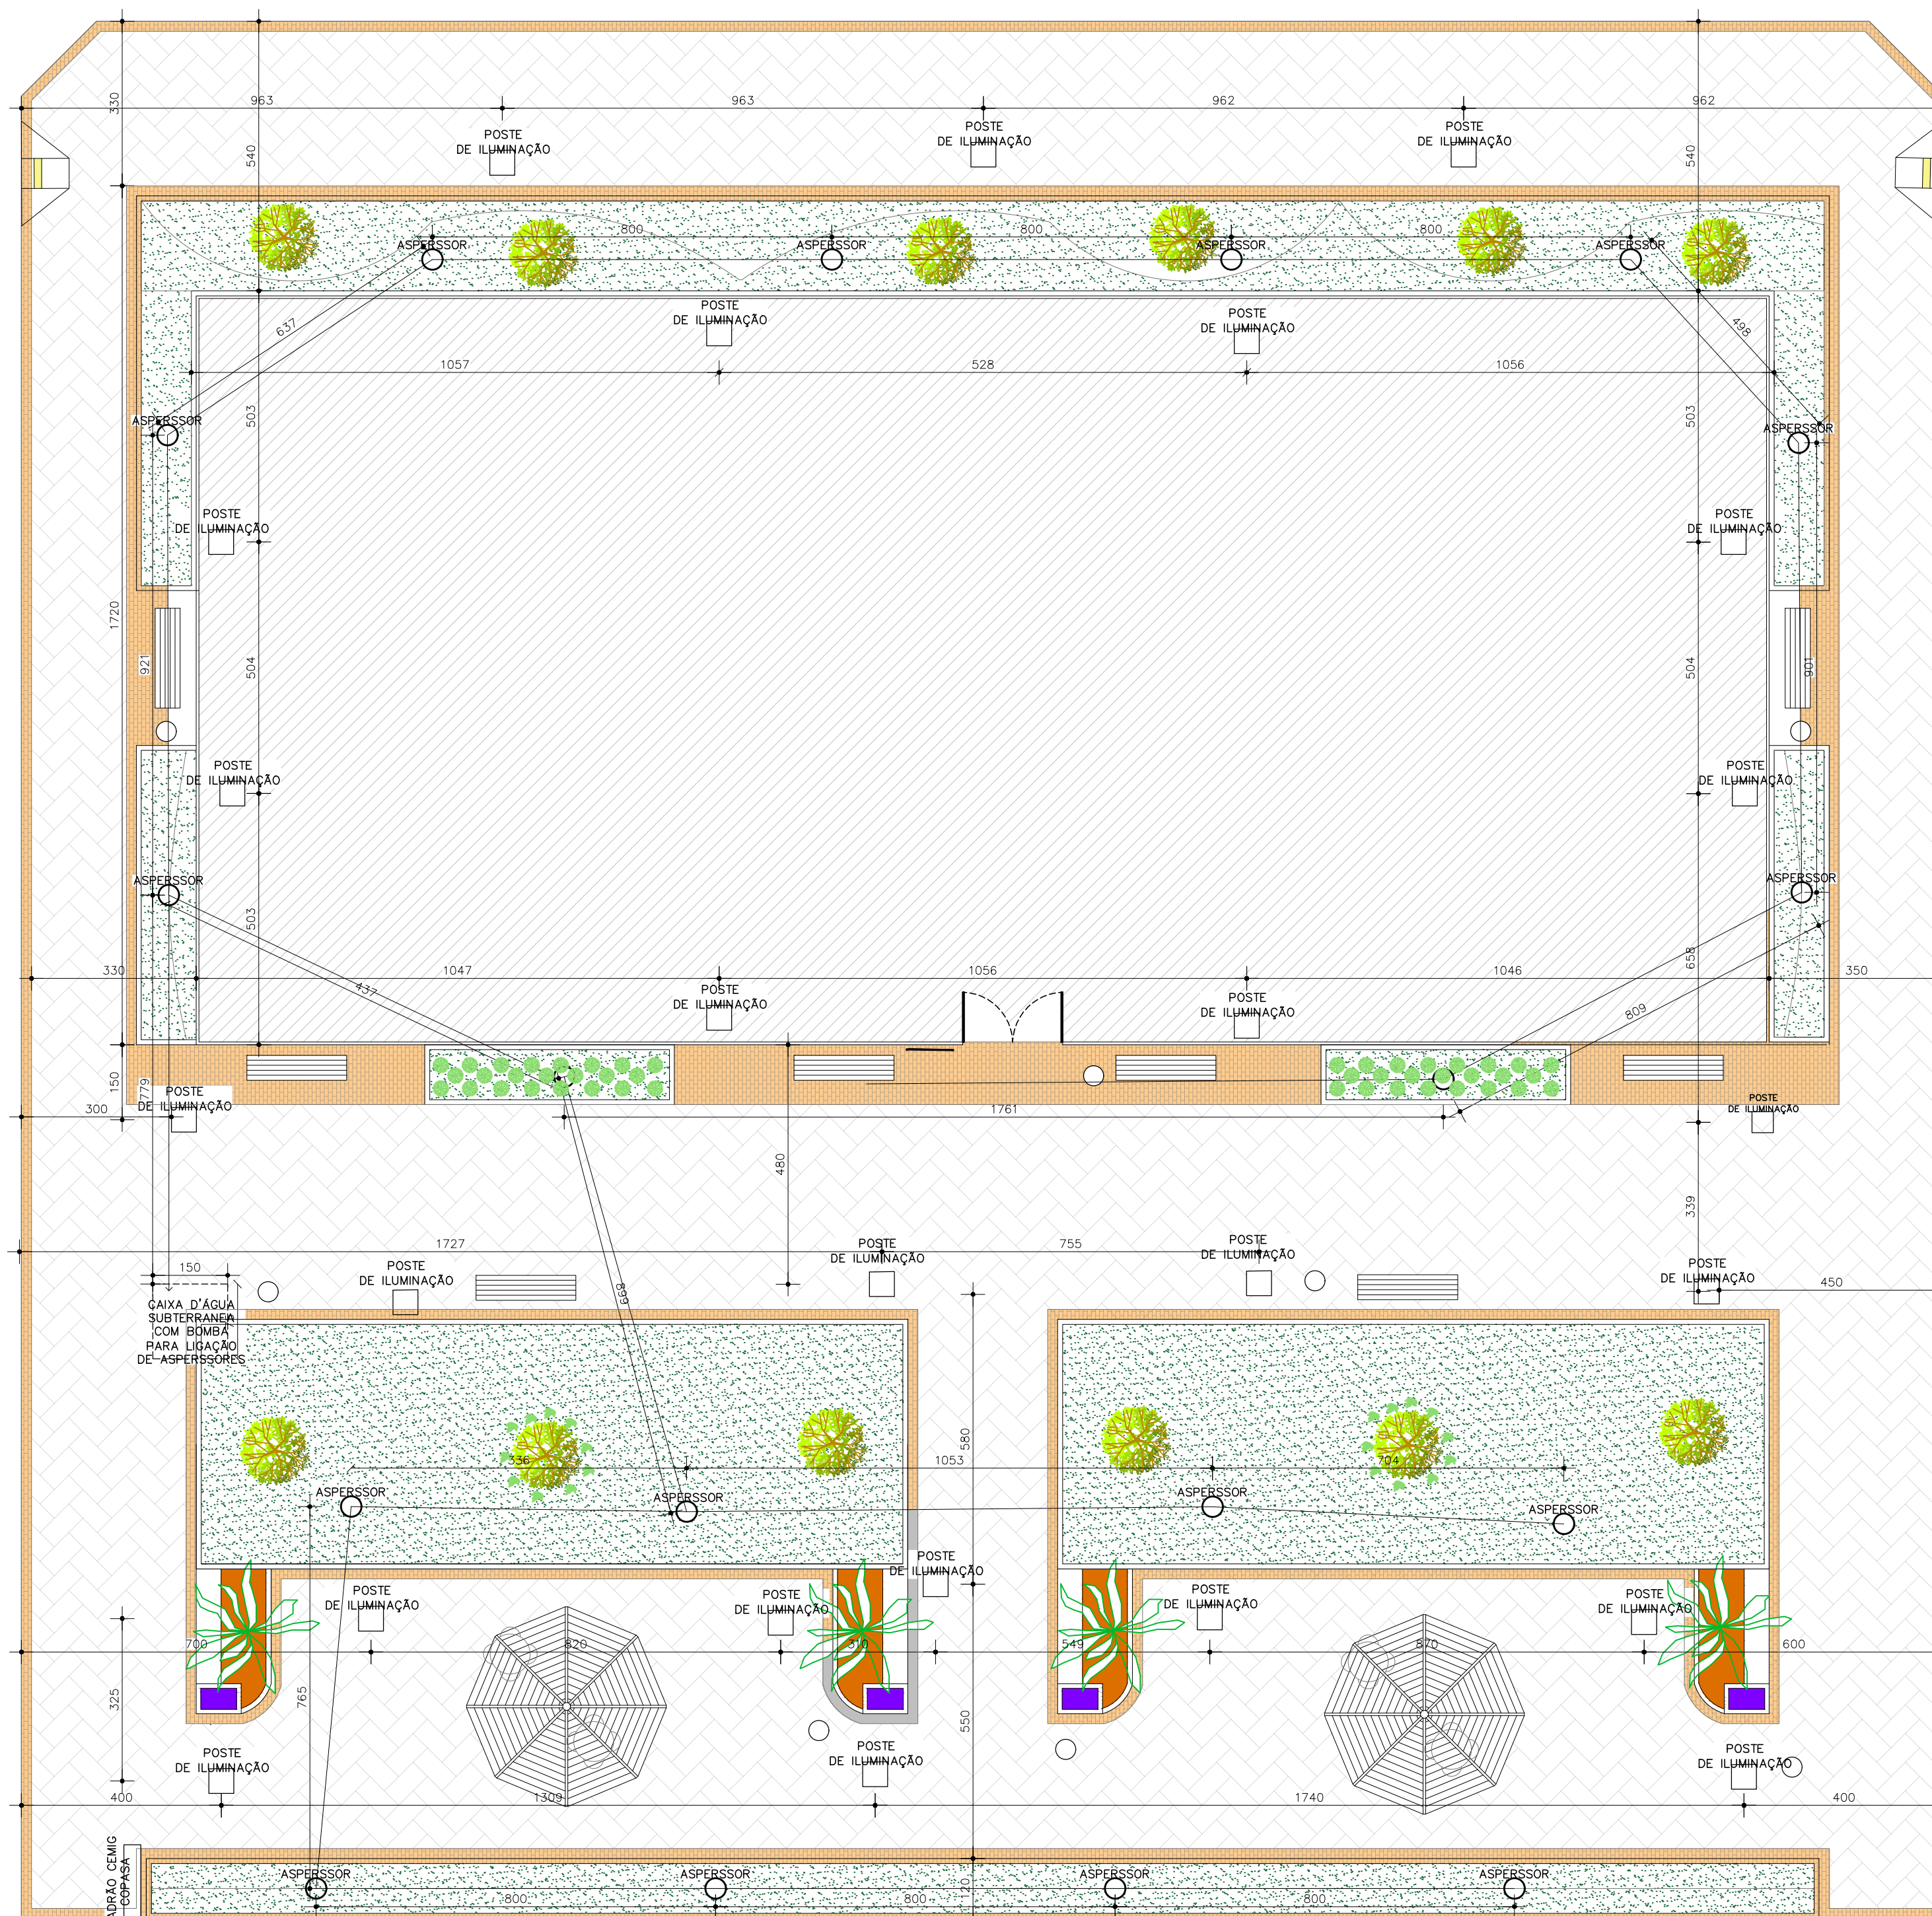 963
963
962
962
330
540
540
POSTE
DE ILUMINAÇÃO
POSTE
DE ILUMINAÇÃO
POSTE
DE ILUMINAÇÃO
800
800
800
ASPERSSOR
ASPERSSOR
ASPERSSOR
ASPERSSOR
637
498
POSTE
DE ILUMINAÇÃO
POSTE
DE ILUMINAÇÃO
1057
528
1056
ASPERSSOR
503
503
ASPERSSOR
POSTE
DE ILUMINAÇÃO
POSTE
DE ILUMINAÇÃO
1720
921
504
504
901
POSTE
DE ILUMINAÇÃO
POSTE
DE ILUMINAÇÃO
ASPERSSOR
ASPERSSOR
503
658
330
1047
1056
1046
350
437
POSTE
DE ILUMINAÇÃO
POSTE
DE ILUMINAÇÃO
809
150
779
POSTE
DE ILUMINAÇÃO
POSTE
DE ILUMINAÇÃO
300
1761
480
339
1727
755
POSTE
DE ILUMINAÇÃO
POSTE
DE ILUMINAÇÃO
POSTE
DE ILUMINAÇÃO
POSTE
DE ILUMINAÇÃO
150
450
899
CAIXA D'ÁGUA
SUBTERRANEA
COM BOMBA
PARA LIGAÇÃO
DE ASPERSSORES
580
336
1053
704
ASPERSSOR
ASPERSSOR
ASPERSSOR
ASPERSSOR
POSTE
DE ILUMINAÇÃO
POSTE
DE ILUMINAÇÃO
POSTE
DE ILUMINAÇÃO
POSTE
DE ILUMINAÇÃO
POSTE
DE ILUMINAÇÃO
700
820
310
549
870
600
325
765
550
POSTE
DE ILUMINAÇÃO
POSTE
DE ILUMINAÇÃO
POSTE
DE ILUMINAÇÃO
400
1309
1740
400
ADRÃO CEMIG
COPASA
ASPERSSOR
ASPERSSOR
ASPERSSOR
ASPERSSOR
800
800
120
800